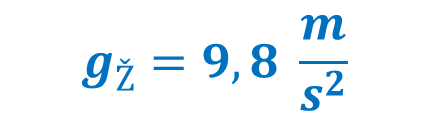 g_Ž = 9,8 m/s²